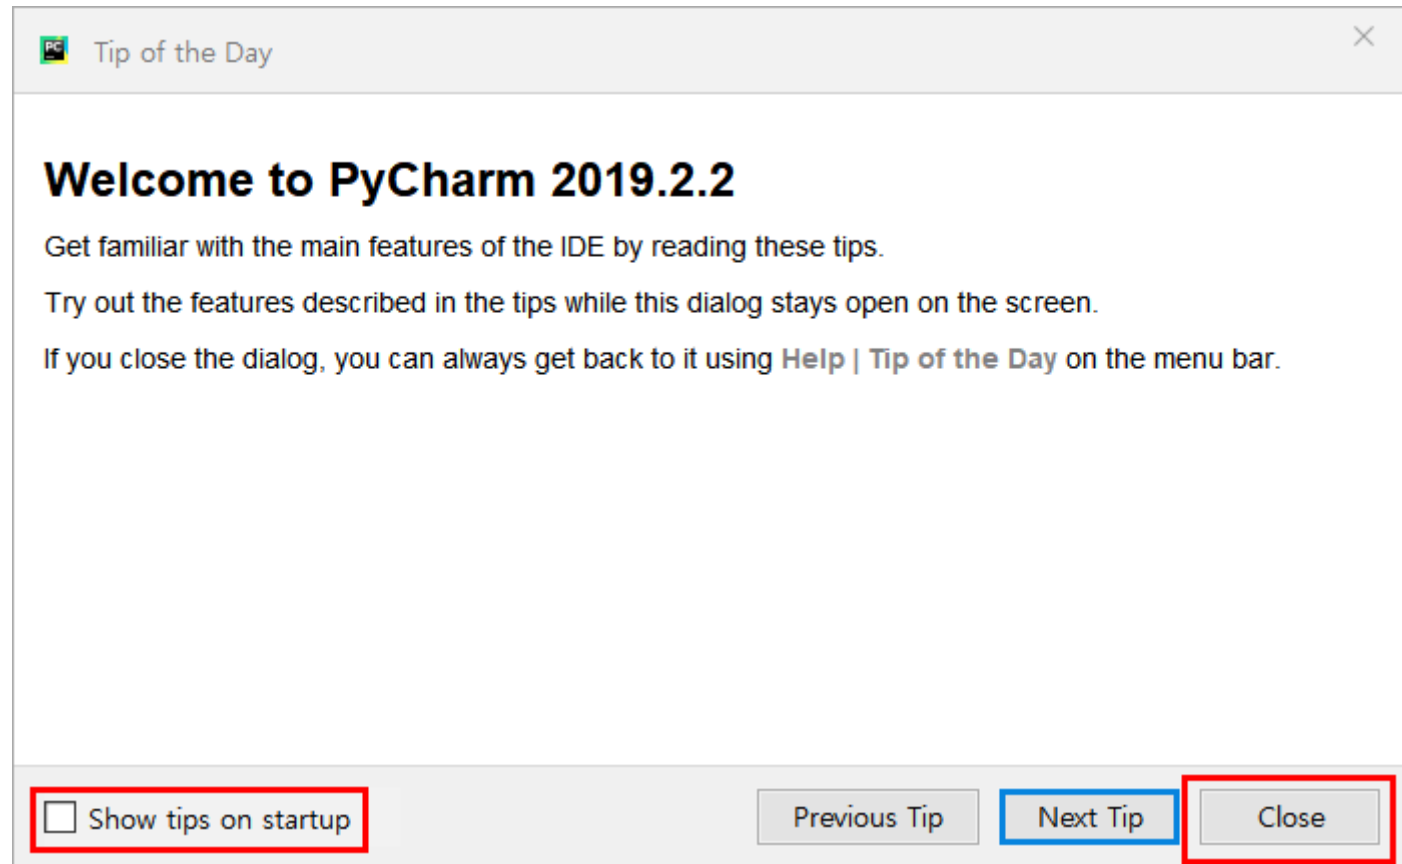 PC
Tip of the Day
Welcome to PyCharm 2019.2.2
Get familiar with the main features of the IDE by reading these tips.
Try out the features described in the tips while this dialog stays open on the screen.
If you close the dialog, you can always get back to it using Help | Tip of the Day on the menu bar.
Show tips on startup
Previous Tip
Next Tip
Close